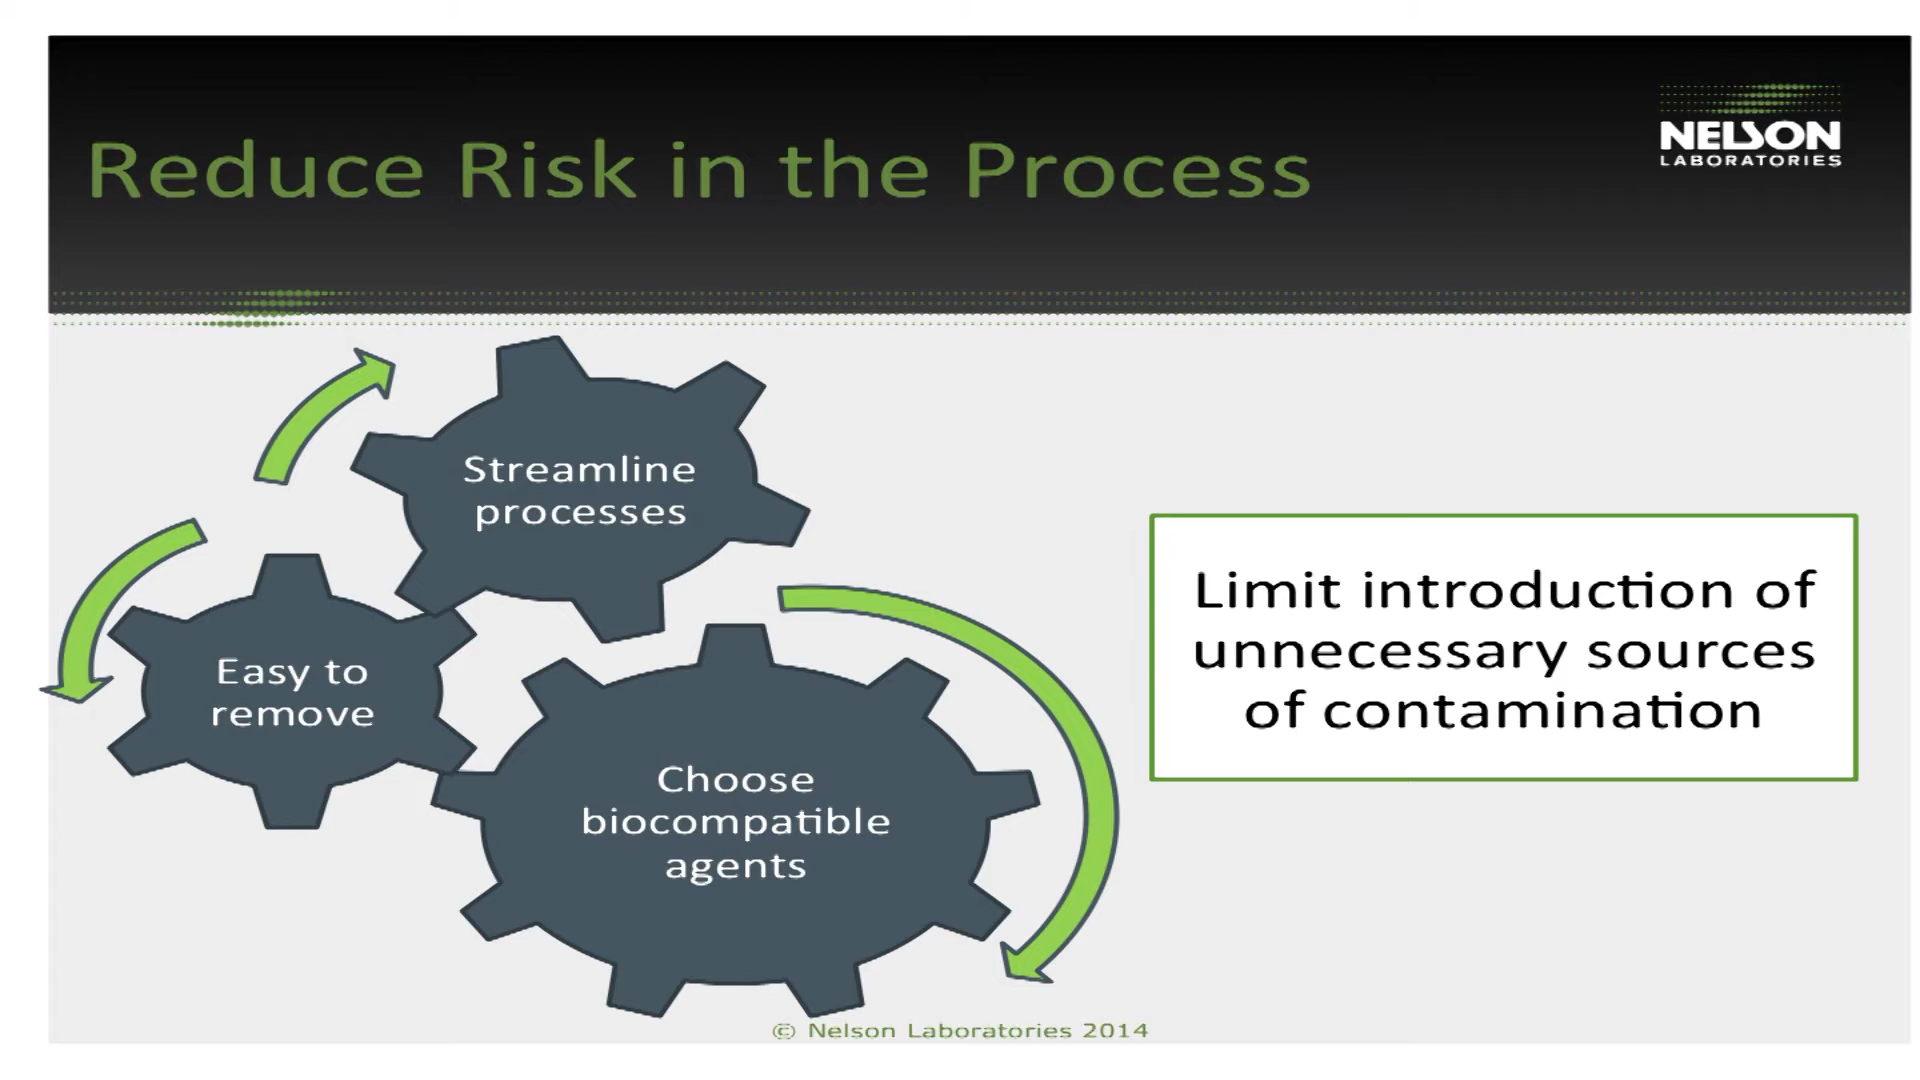 Reduce Risk in the Process
NELSON
LABORATORIES
Streamline
processes
Easy to
remove
Choose
biocompatible
agents
Limit introduction of
unnecessary sources
of contamination
© Nelson Laboratories 2014